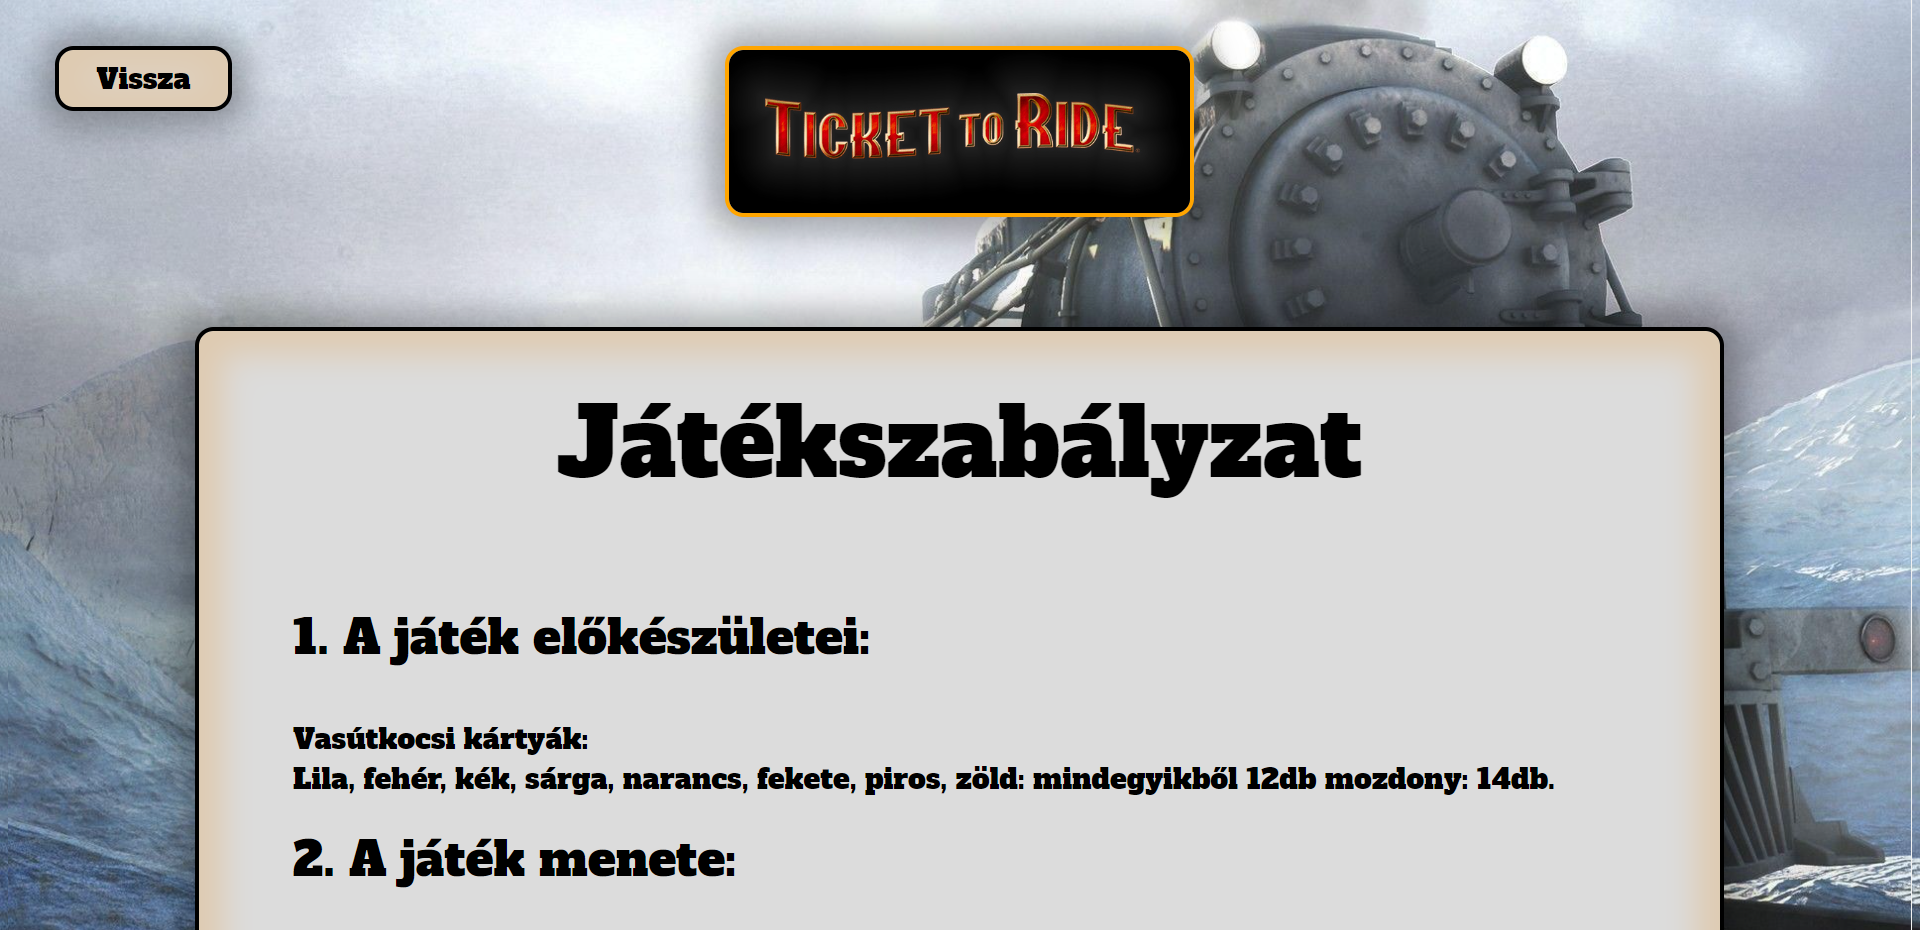 Vissza
TICKET TO RIDE
Játékszabályzat
1. A játék előkészületei:
Vasútkocsi kártyák:
Lila, fehér, kék, sárga, narancs, fekete, piros, zöld: mindegyikből 12db mozdony: 14db.
2. A játék menete: